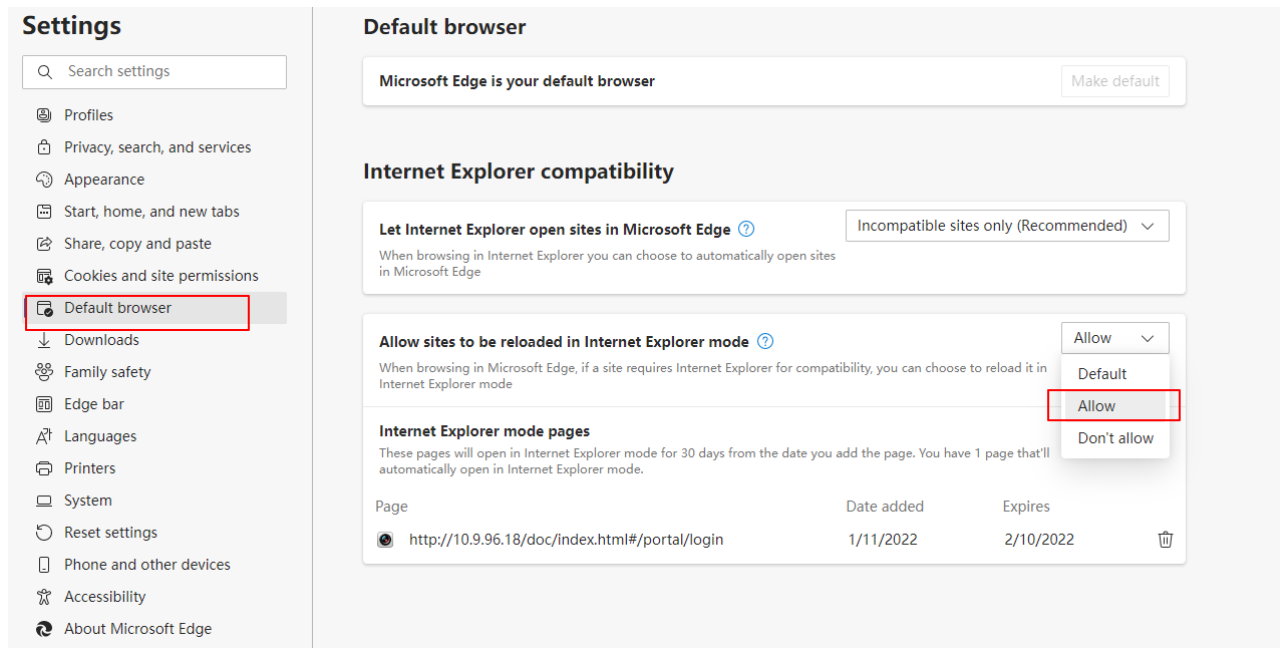 Settings
Search settings
Profiles
Privacy, search, and services
Appearance
Start, home, and new tabs
Share, copy and paste
Cookies and site permissions
Default browser
Downloads
Family safety
Edge bar
Languages
Printers
System
Reset settings
Phone and other devices
Accessibility
About Microsoft Edge
Default browser
Microsoft Edge is your default browser
Make default
Internet Explorer compatibility
Let Internet Explorer open sites in Microsoft Edge
Incompatible sites only (Recommended)
When browsing in Internet Explorer you can choose to automatically open sites
in Microsoft Edge
Allow sites to be reloaded in Internet Explorer mode
Allow
When browsing in Microsoft Edge, if a site requires Internet Explorer for compatibility, you can choose to reload it in
Internet Explorer mode
Default
Allow
Don't allow
Internet Explorer mode pages
These pages will open in Internet Explorer mode for 30 days from the date you add the page. You have 1 page that'll
automatically open in Internet Explorer mode.
Page Date added Expires
http://10.9.96.18/doc/index.html#/portal/login 1/11/2022 2/10/2022